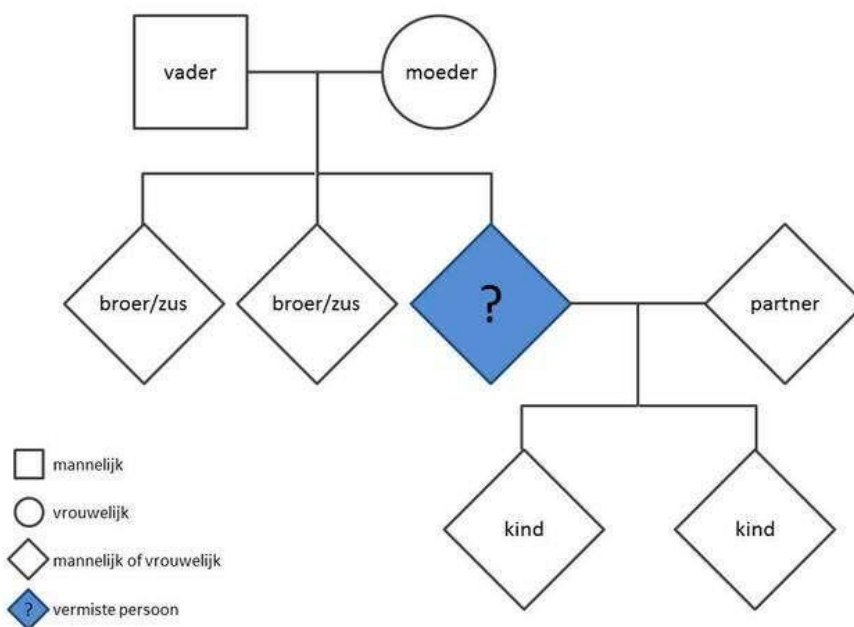 vader
moeder
broer/zus
broer/zus
?
partner
kind
kind
mannelijk
vrouwelijk
mannelijk of vrouwelijk
? vermiste persoon